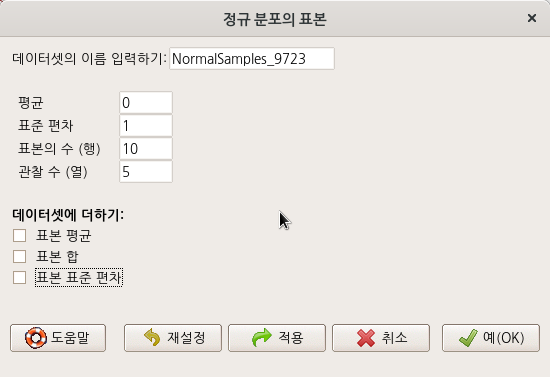 정규 분포의 표본
데이터셋의 이름 입력하기: NormalSamples_9723
평균 0
표준 편차 1
표본의 수 (행) 10
관찰 수 (열) 5
데이터셋에 더하기:
표본 평균
표본 합
표본 표준 편차
도움말 재설정 적용 취소 예(OK)